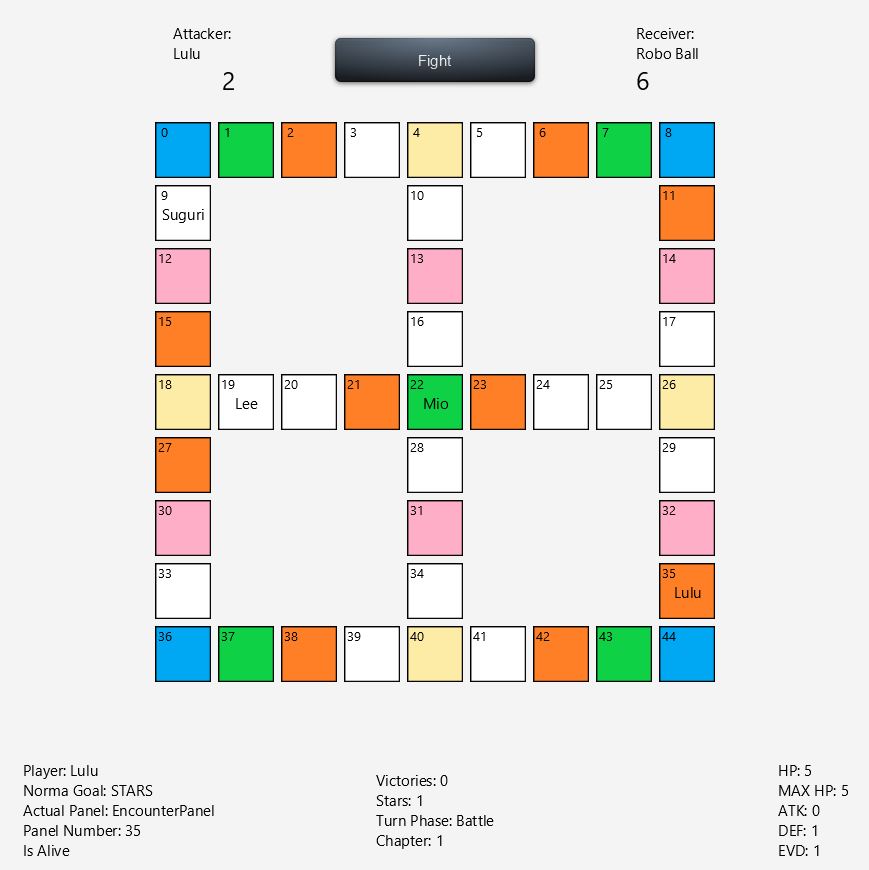 Attacker:
Lulu
2
Fight
Receiver:
Robo Ball
6
0 1 2 3 4 5 6 7 8
9 10 11
Suguri
12 13 14
15 16 17
18 19 20 21 22 23 24 25 26
Lee Mio
27 28 29
30 31 32
33 34 35
Lulu
36 37 38 39 40 41 42 43 44
Player: Lulu
Norma Goal: STARS
Actual Panel: EncounterPanel
Panel Number: 35
Is Alive
Victories: 0
Stars: 1
Turn Phase: Battle
Chapter: 1
HP: 5
MAX HP: 5
ATK: 0
DEF: 1
EVD: 1